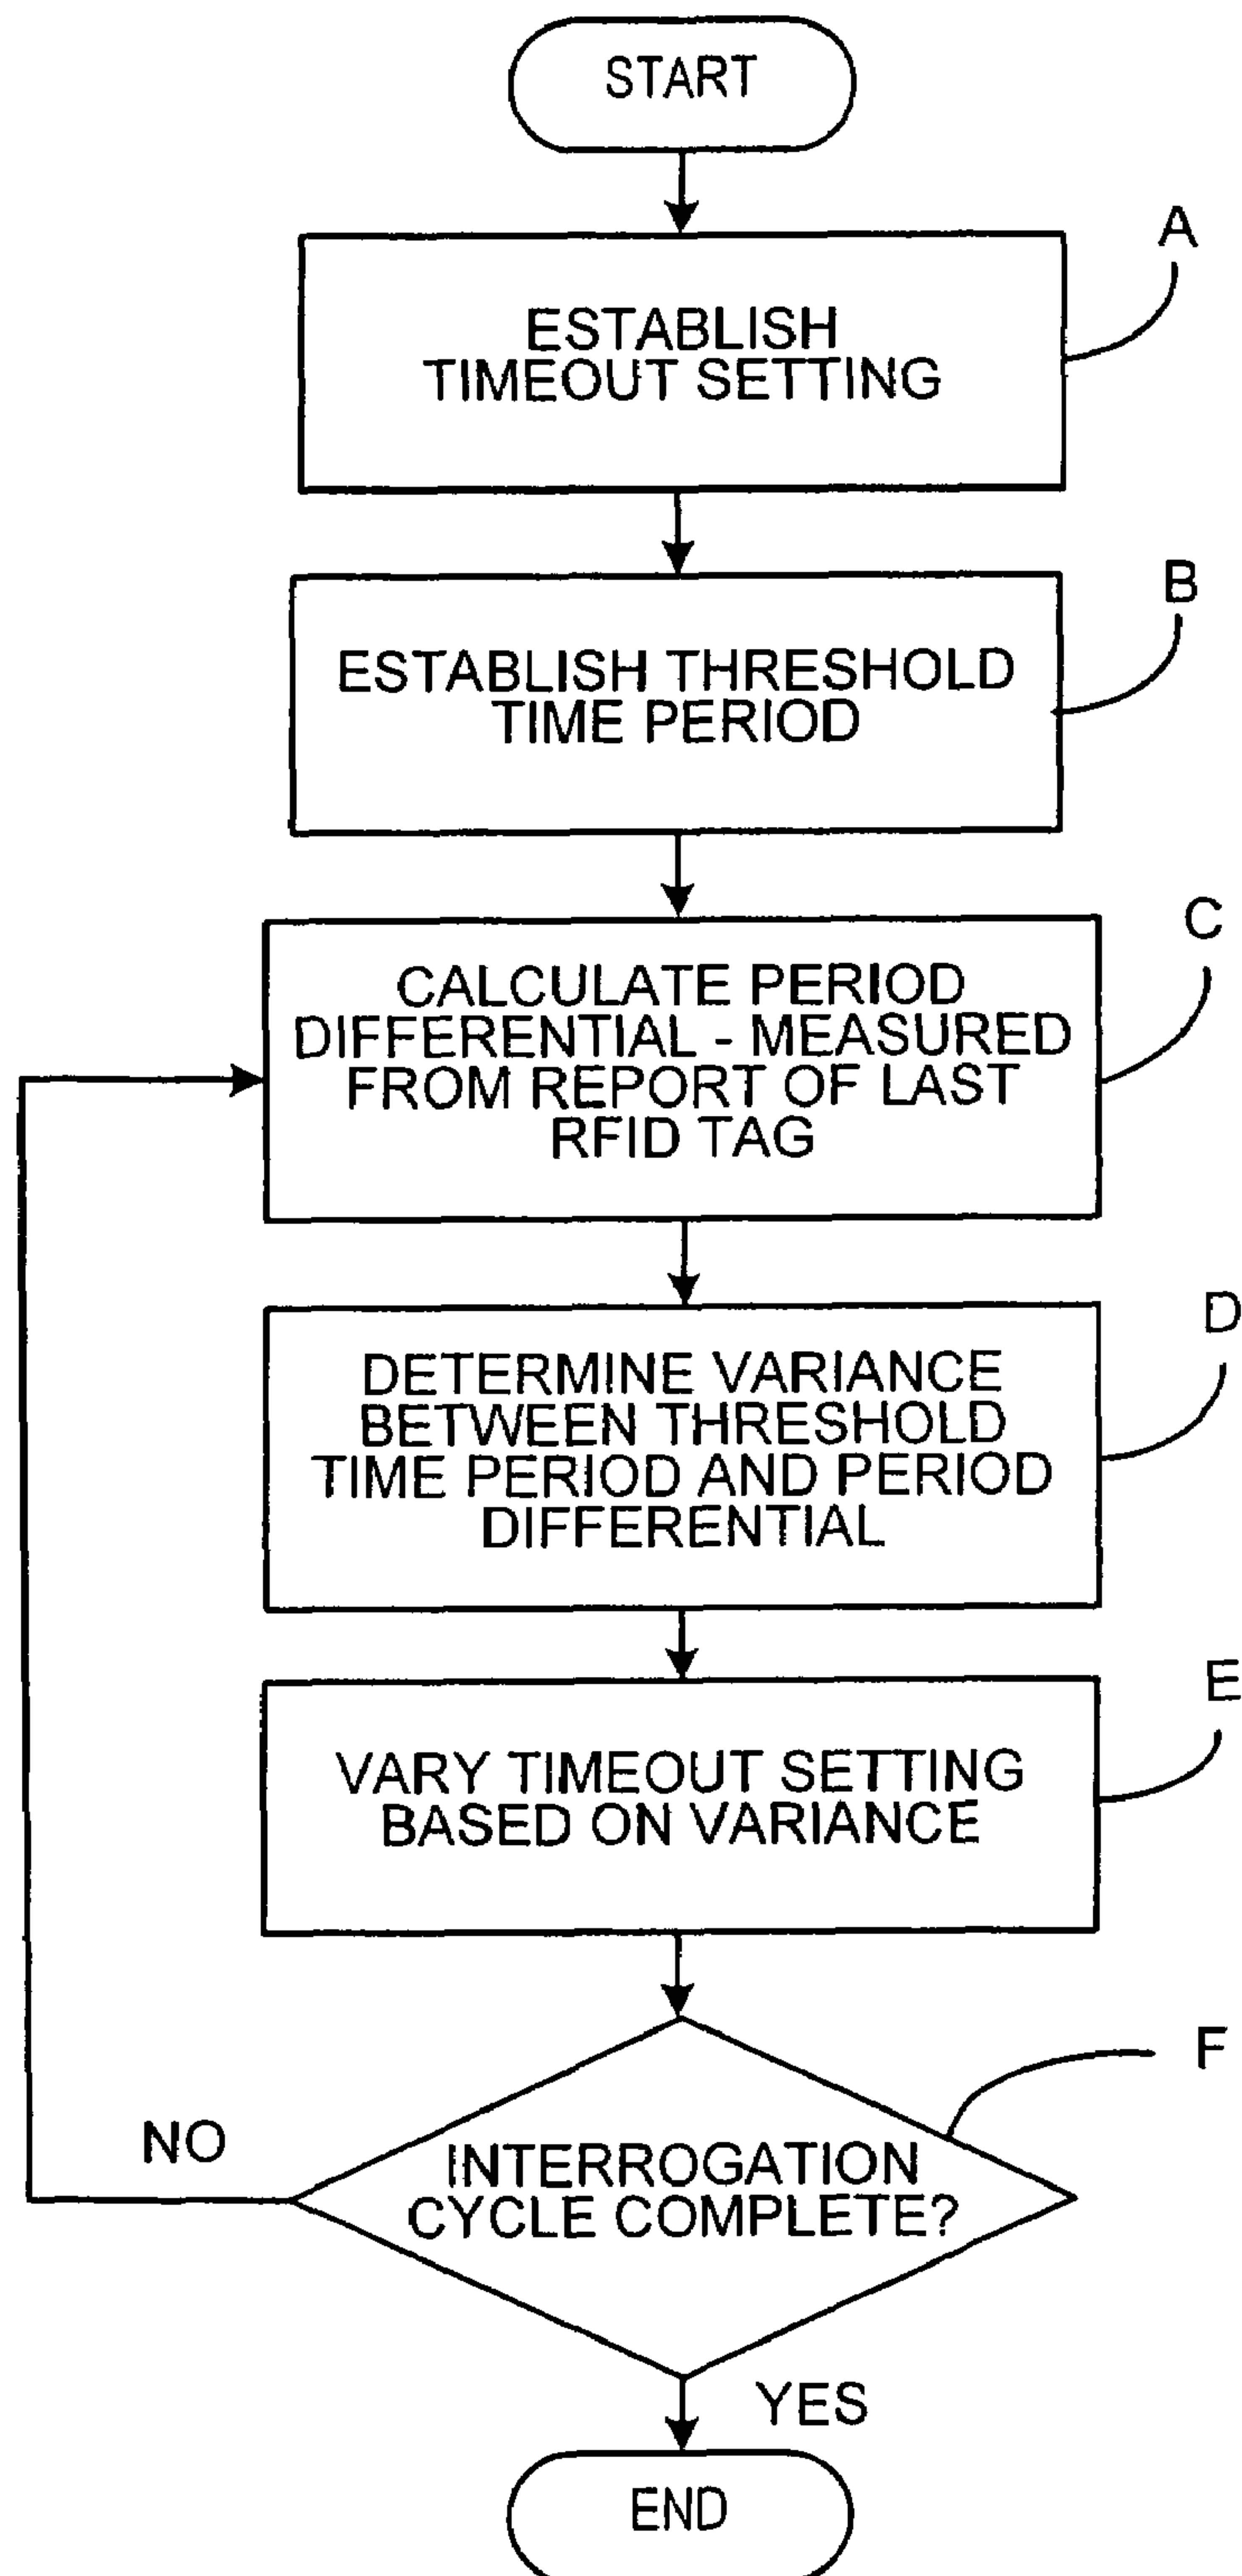 START
A
ESTABLISH
TIMEOUT SETTING
B
ESTABLISH THRESHOLD
TIME PERIOD
C
CALCULATE PERIOD
DIFFERENTIAL - MEASURED
FROM REPORT OF LAST
RFID TAG
D
DETERMINE VARIANCE
BETWEEN THRESHOLD
TIME PERIOD AND PERIOD
DIFFERENTIAL
E
VARY TIMEOUT SETTING
BASED ON VARIANCE
F
NO
INTERROGATION
CYCLE COMPLETE?
YES
END